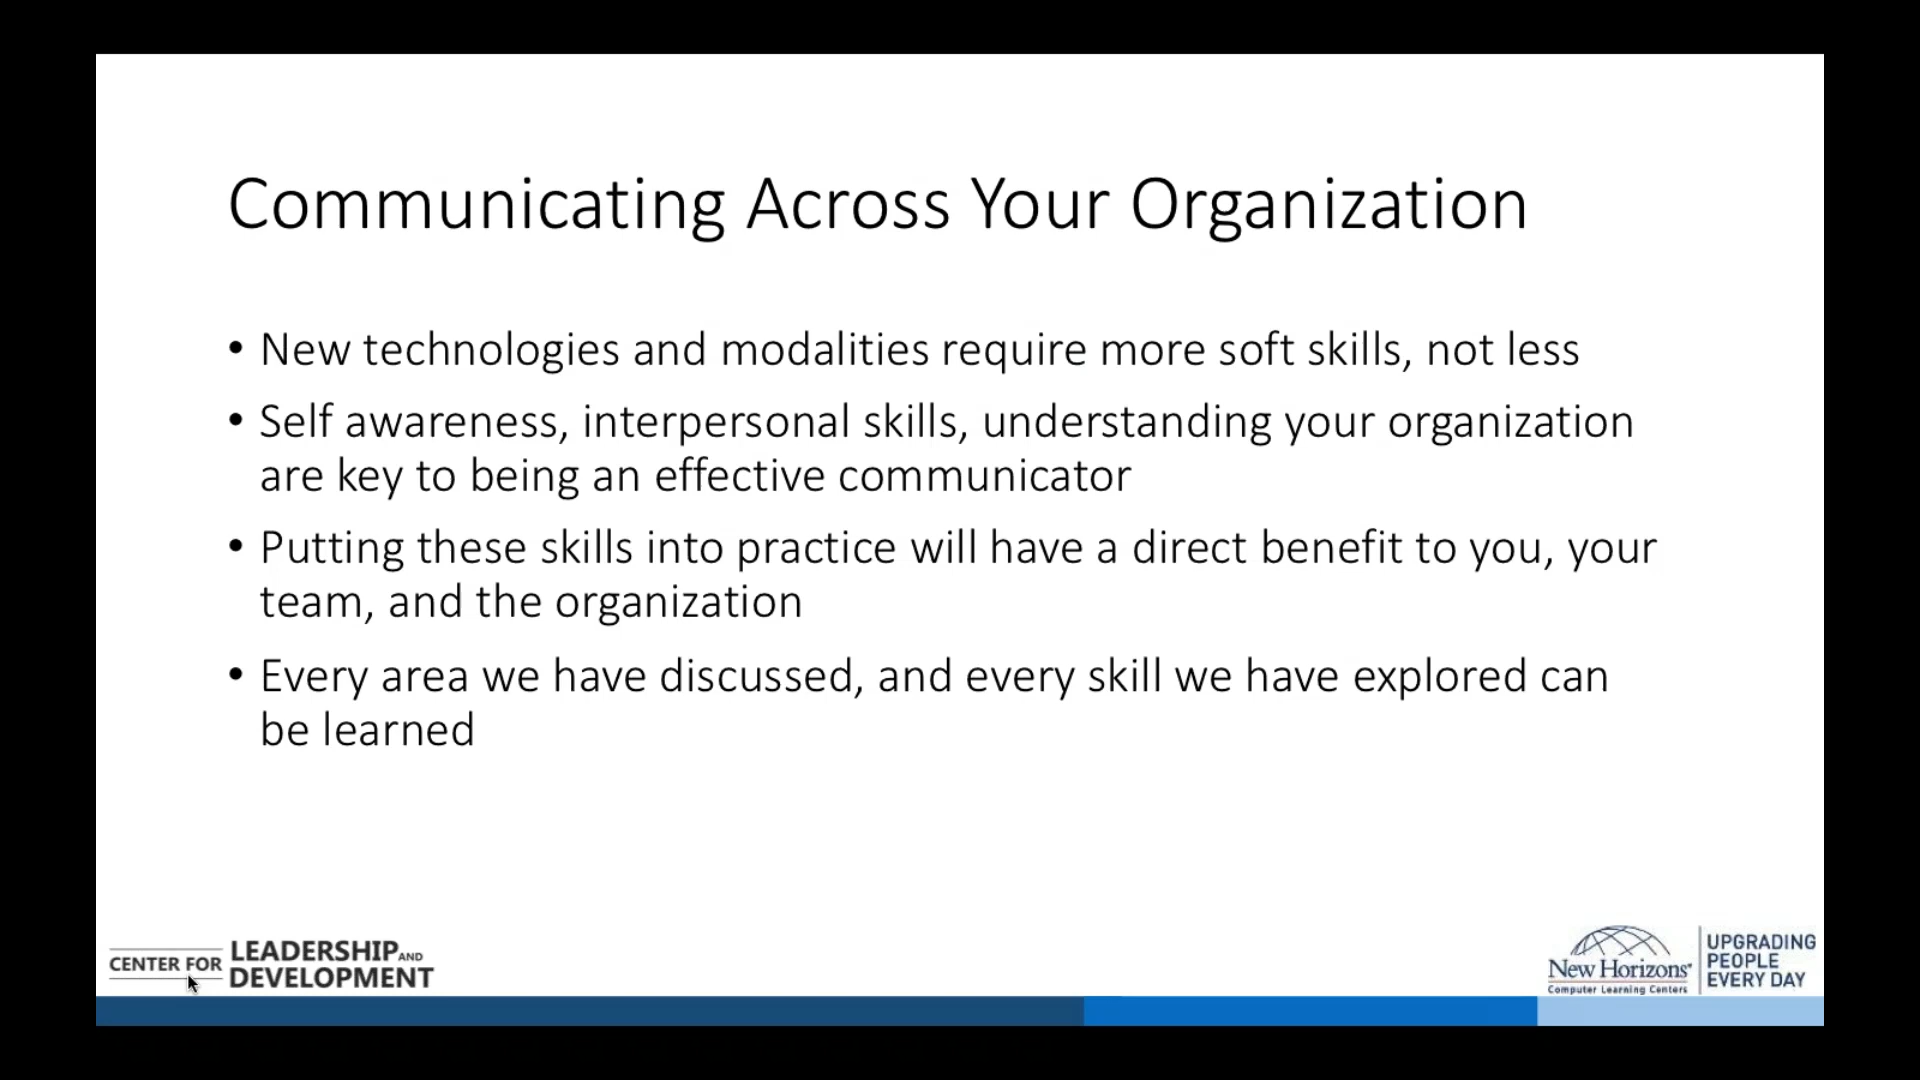 Communicating Across Your Organization
• New technologies and modalities require more soft skills, not less
• Self awareness, interpersonal skills, understanding your organization
are key to being an effective communicator
• Putting these skills into practice will have a direct benefit to you, your
team, and the organization
• Every area we have discussed, and every skill we have explored can
be learned
CENTER FOR
LEADERSHIP AND
DEVELOPMENT
New Horizons®
Computer Learning Centers
UPGRADING
PEOPLE
EVERY DAY